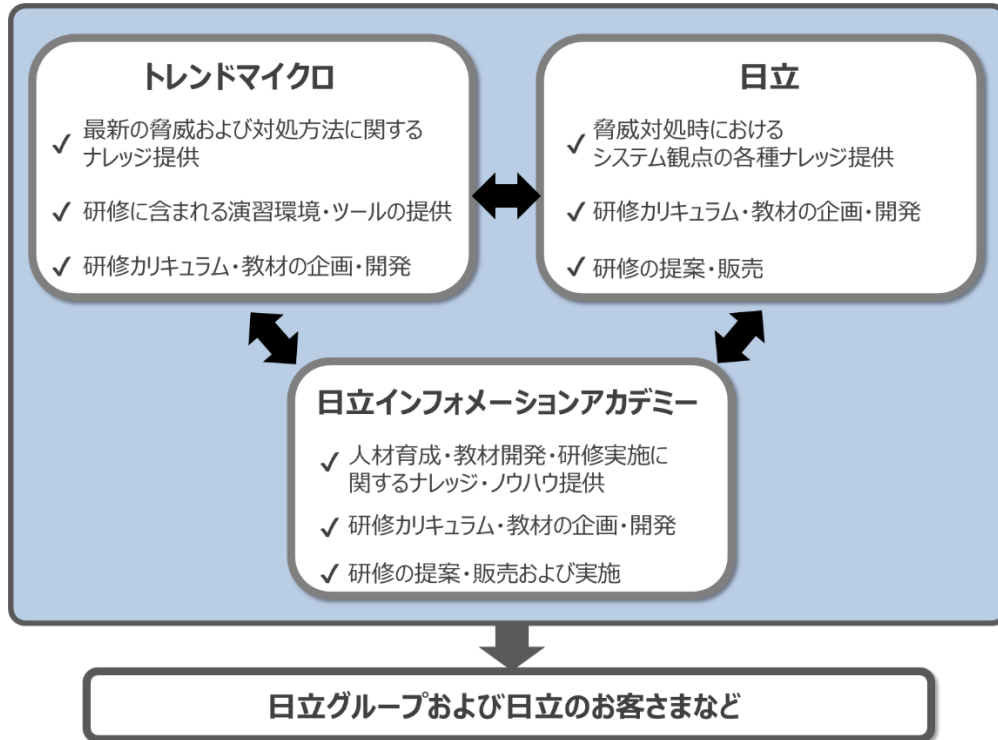 トレンドマイクロ
✓ 最新の脅威および対処方法に関する
ナレッジ提供
✓ 研修に含まれる演習環境・ツールの提供
✓ 研修カリキュラム・教材の企画・開発
日立
✓ 脅威対処時における
システム観点の各種ナレッジ提供
✓ 研修カリキュラム・教材の企画・開発
✓ 研修の提案・販売
日立インフォメーションアカデミー
✓ 人材育成・教材開発・研修実施に
関するナレッジ・ノウハウ提供
✓ 研修カリキュラム・教材の企画・開発
✓ 研修の提案・販売および実施
日立グループおよび日立のお客さまなど